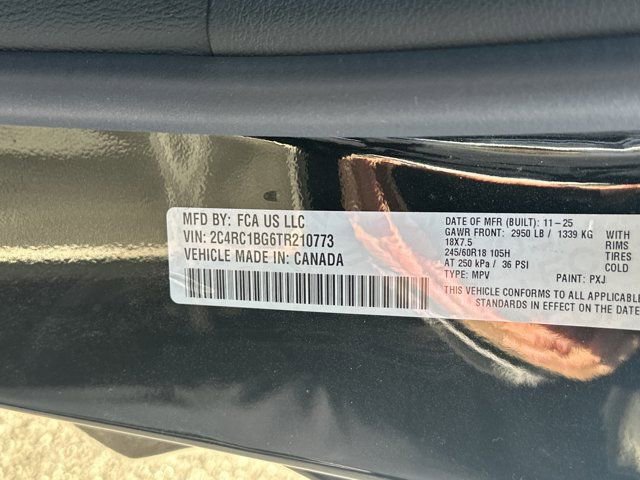 MFD BY: FCA US LLC
VIN: 2C4RC1BG6TR210773
VEHICLE MADE IN: CANADA
DATE OF MFR (BUILT): 11-25
GAWR FRONT: 2950 LB / 1339 KG WITH
18X7.5 RIMS
245/60R18 105H TIRES
AT 250 kPa / 36 PSI COLD
TYPE: MPV PAINT: PXJ
THIS VEHICLE CONFORMS TO ALL APPLICABLE
STANDARDS IN EFFECT ON THE DATE